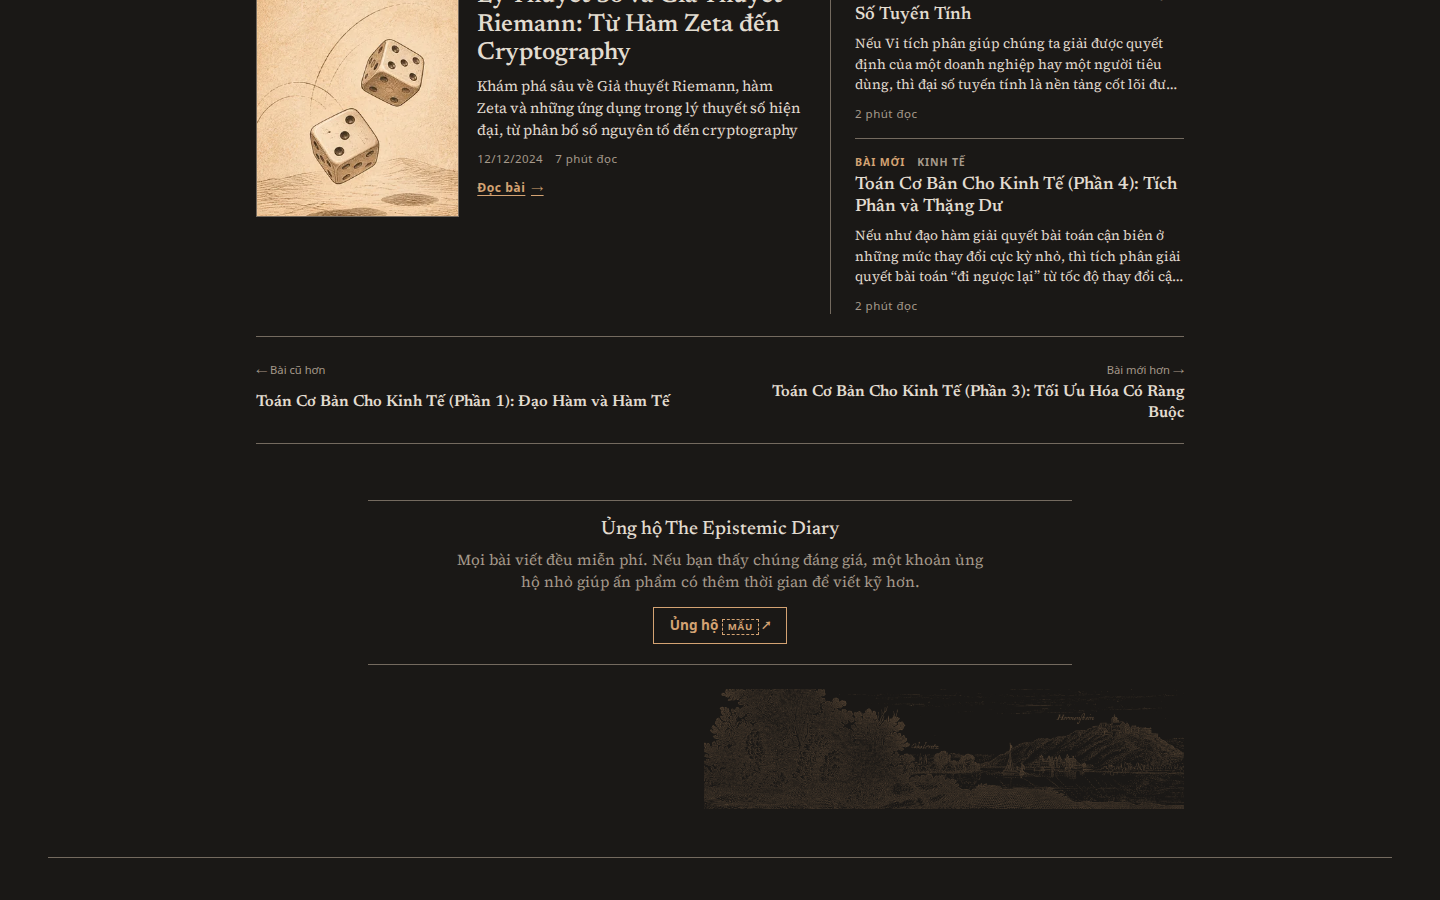 Lý Thuyết Số và Giả Thuyết
Riemann: Từ Hàm Zeta đến
Cryptography
Khám phá sâu về Giả thuyết Riemann, hàm
Zeta và những ứng dụng trong lý thuyết số hiện
đại, từ phân bố số nguyên tố đến cryptography
12/12/2024 7 phút đọc
Đọc bài →
Số Tuyến Tính
Nếu Vi tích phân giúp chúng ta giải được quyết
định của một doanh nghiệp hay một người tiêu
dùng, thì đại số tuyến tính là nền tảng cốt lõi đư...
2 phút đọc
BÀI MỚI KINH TẾ
Toán Cơ Bản Cho Kinh Tế (Phần 4): Tích
Phân và Thặng Dư
Nếu như đạo hàm giải quyết bài toán cận biên ở
những mức thay đổi cực kỳ nhỏ, thì tích phân giải
quyết bài toán “đi ngược lại” từ tốc độ thay đổi cậ...
2 phút đọc
← Bài cũ hơn
Toán Cơ Bản Cho Kinh Tế (Phần 1): Đạo Hàm và Hàm Tế
Bài mới hơn →
Toán Cơ Bản Cho Kinh Tế (Phần 3): Tối Ưu Hóa Có Ràng
Buộc
Ủng hộ The Epistemic Diary
Mọi bài viết đều miễn phí. Nếu bạn thấy chúng đáng giá, một khoản ủng
hộ nhỏ giúp ấn phẩm có thêm thời gian để viết kỹ hơn.
Ủng hộ MẪU ↗